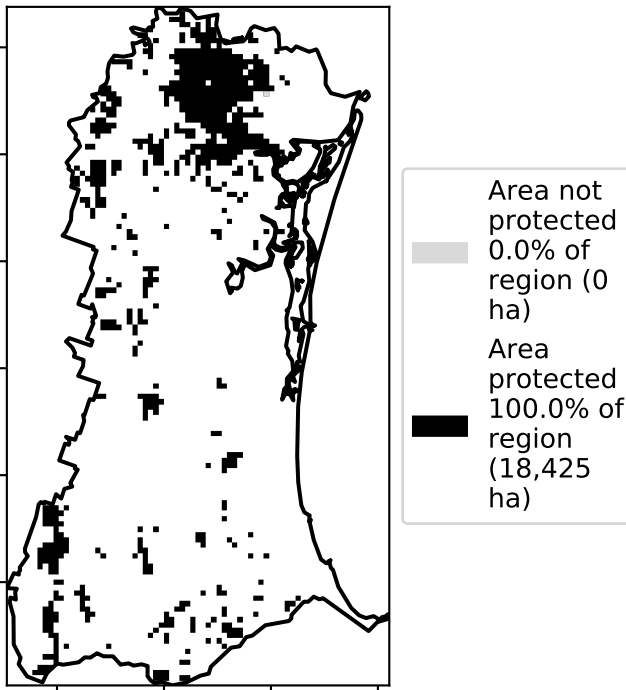 Area not
protected
0.0% of
region (0
ha)
Area
protected
100.0% of
region
(18,425
ha)